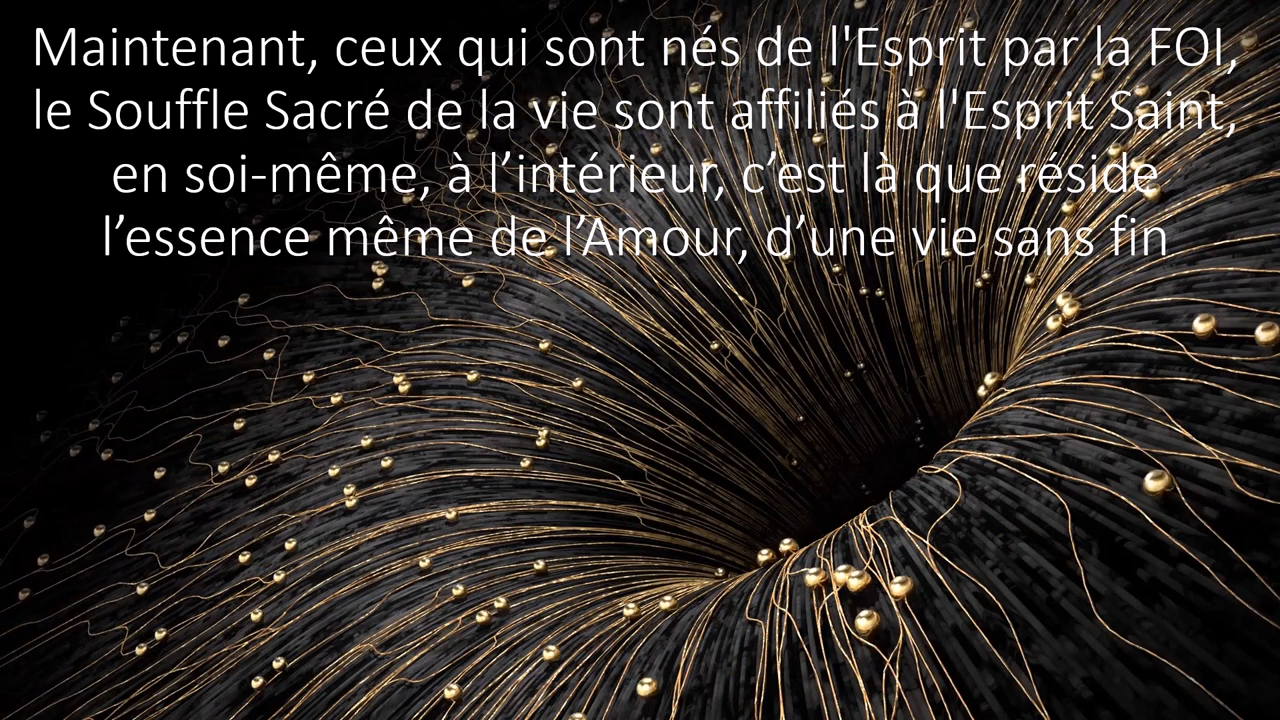 Maintenant, ceux qui sont nés de l'Esprit par la FOI,
le Souffle Sacré de la vie sont affiliés à l'Esprit Saint,
en soi-même, à l’intérieur, c’est là que réside
l’essence même de l’Amour, d’une vie sans fin